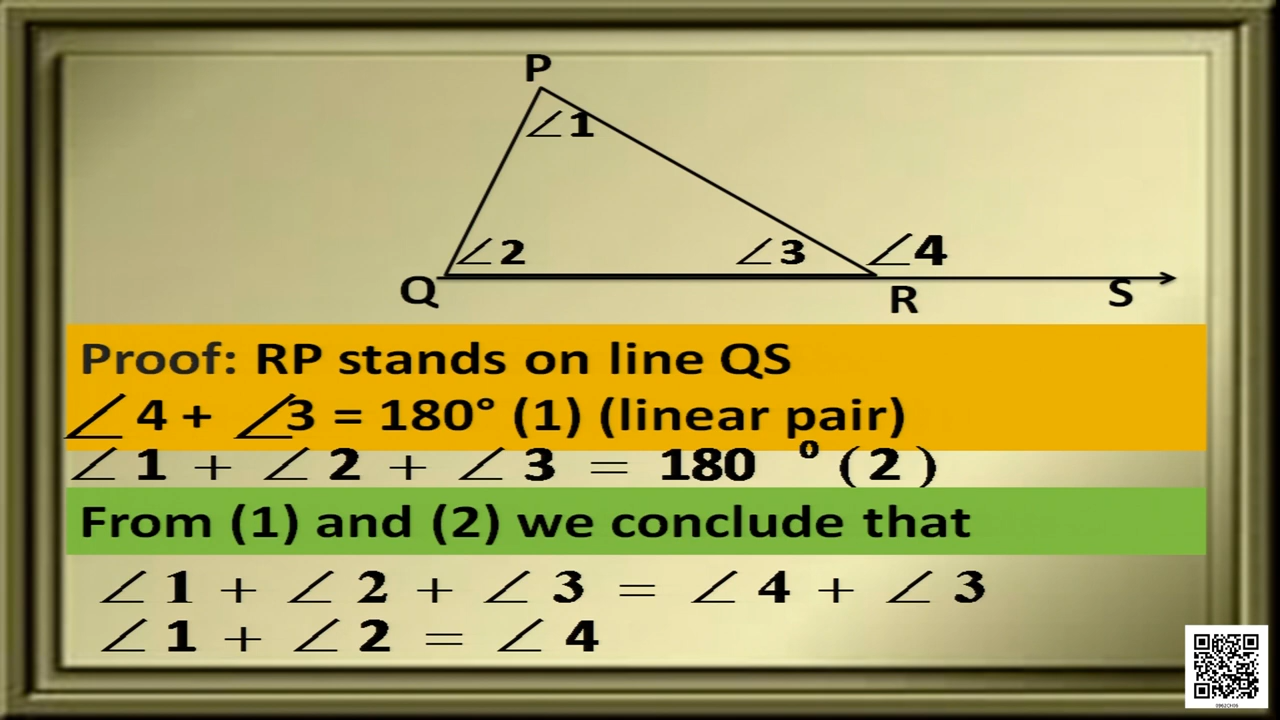 P
∠1
∠2
∠3
∠4
Q
R
S
Proof: RP stands on line QS
∠ 4 + ∠3 = 180° (1) (linear pair)
∠ 1 + ∠ 2 + ∠ 3 = 180 ⁰ ( 2 )
From (1) and (2) we conclude that
∠ 1 + ∠ 2 + ∠ 3 = ∠ 4 + ∠ 3
∠ 1 + ∠ 2 = ∠ 4